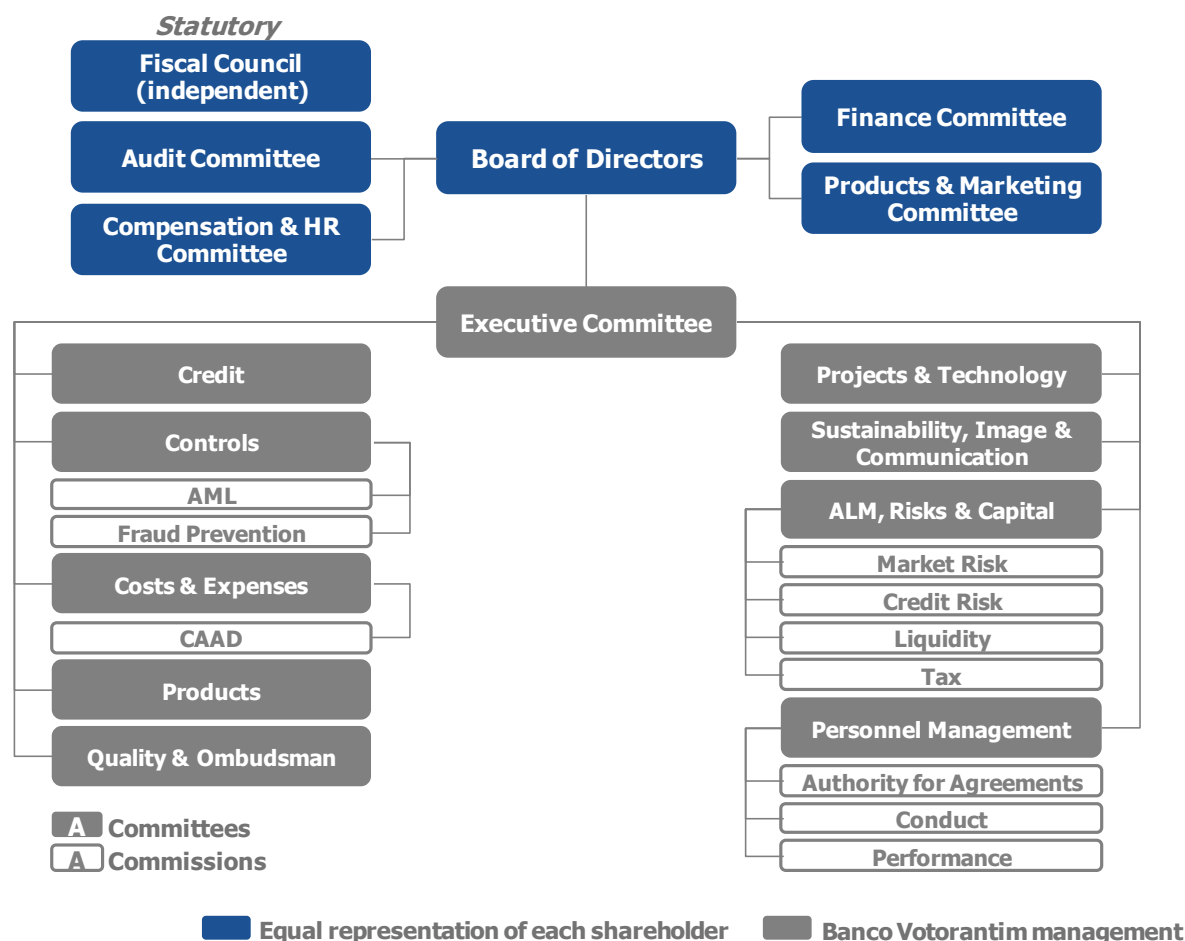 Statutory
Fiscal Council
(independent)
Audit Committee
Compensation & HR
Committee
Board of Directors
Finance Committee
Products & Marketing
Committee
Executive Committee
Credit
Controls
AML
Fraud Prevention
Costs & Expenses
CAAD
Products
Quality & Ombudsman
Projects & Technology
Sustainability, Image &
Communication
ALM, Risks & Capital
Market Risk
Credit Risk
Liquidity
Tax
Personnel Management
Authority for Agreements
Conduct
Performance
A Committees
A Commissions
Equal representation of each shareholder
Banco Votorantim management